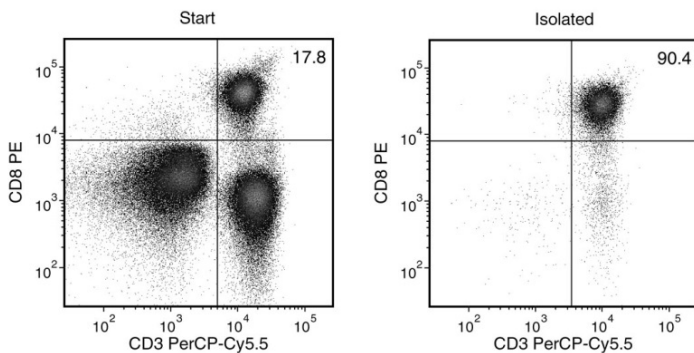 Start
Isolated
17.8
90.4
CD8 PE
10⁵
10⁴
10³
10²
10² 10³ 10⁴ 10⁵
CD3 PerCP-Cy5.5
CD8 PE
10⁵
10⁴
10³
10²
10² 10³ 10⁴ 10⁵
CD3 PerCP-Cy5.5